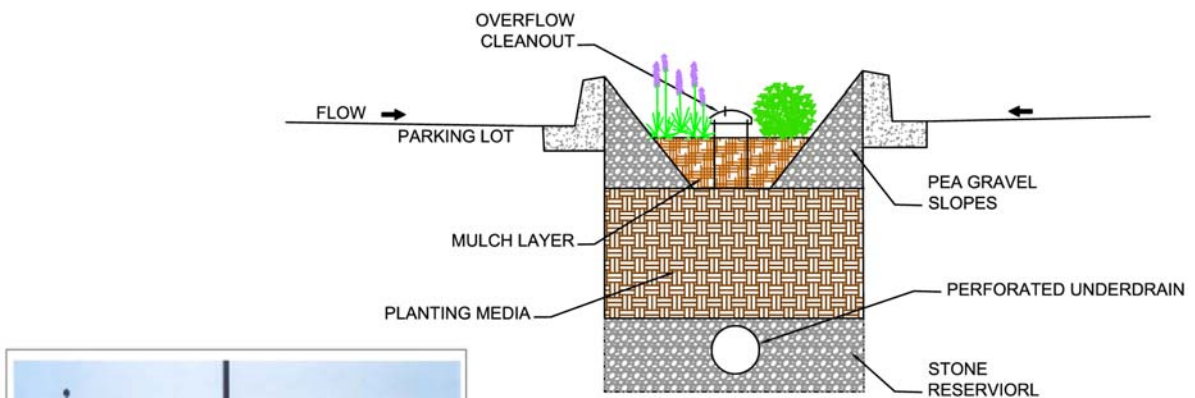 OVERFLOW
CLEANOUT
FLOW
PARKING LOT
PEA GRAVEL
SLOPES
MULCH LAYER
PLANTING MEDIA
PERFORATED UNDERDRAIN
STONE
RESERVIORL